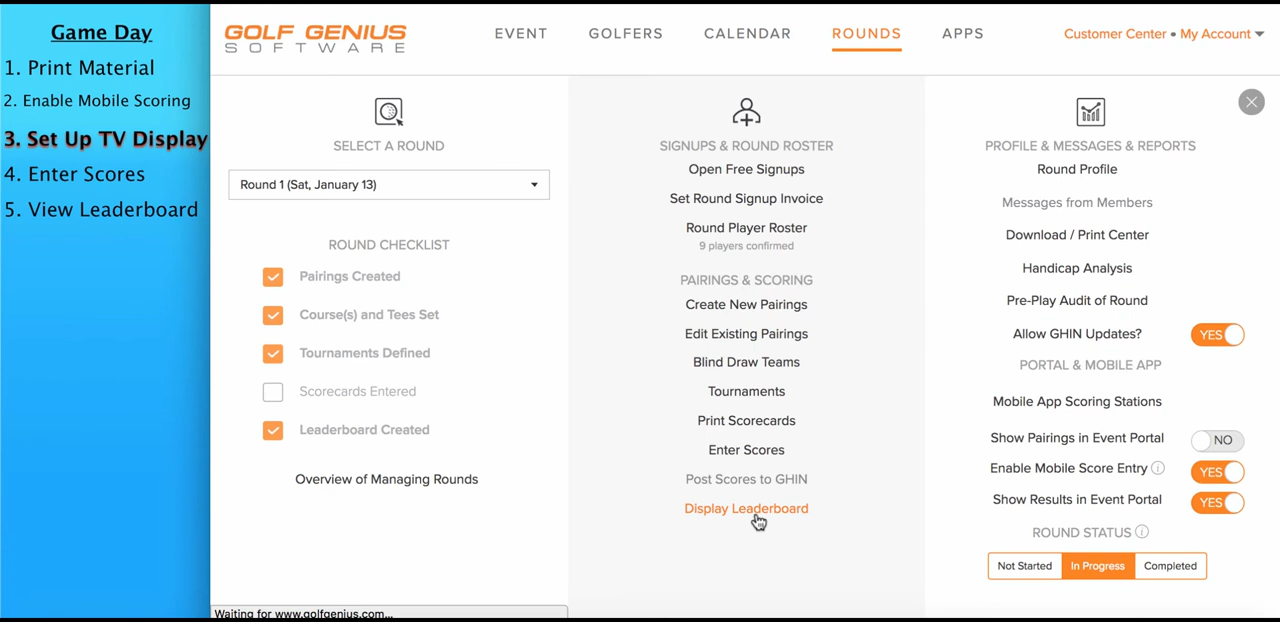 Game Day
1. Print Material
2. Enable Mobile Scoring
3. Set Up TV Display
4. Enter Scores
5. View Leaderboard
GOLF GENIUS
SOFTWARE
EVENT
GOLFERS
CALENDAR
ROUNDS
APPS
Customer Center • My Account
SELECT A ROUND
Round 1 (Sat, January 13)
ROUND CHECKLIST
Pairings Created
Course(s) and Tees Set
Tournaments Defined
Scorecards Entered
Leaderboard Created
Overview of Managing Rounds
SIGNUPS & ROUND ROSTER
Open Free Signups
Set Round Signup Invoice
Round Player Roster
9 players confirmed
PAIRINGS & SCORING
Create New Pairings
Edit Existing Pairings
Blind Draw Teams
Tournaments
Print Scorecards
Enter Scores
Post Scores to GHIN
Display Leaderboard
PROFILE & MESSAGES & REPORTS
Round Profile
Messages from Members
Download / Print Center
Handicap Analysis
Pre-Play Audit of Round
Allow GHIN Updates? YES
PORTAL & MOBILE APP
Mobile App Scoring Stations
Show Pairings in Event Portal NO
Enable Mobile Score Entry YES
Show Results in Event Portal YES
ROUND STATUS
Not Started In Progress Completed
Waiting for www.golfgenius.com...